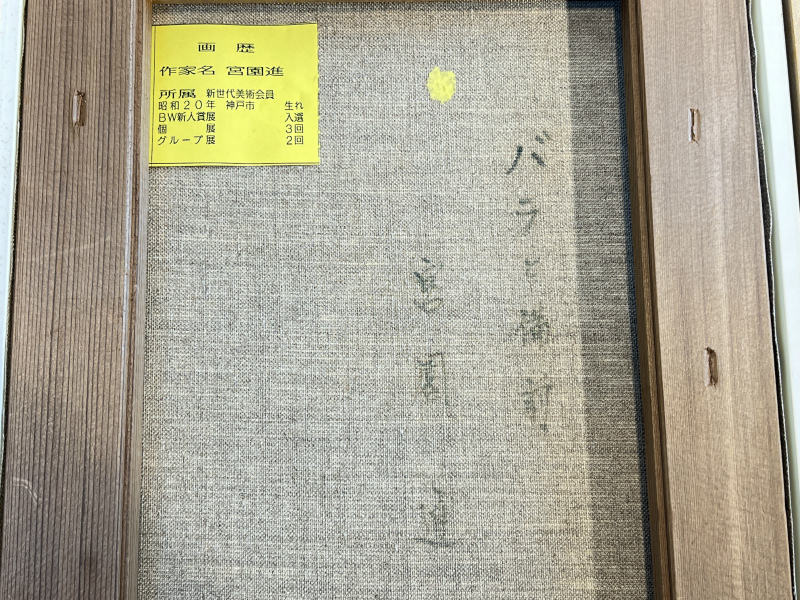 画歴
作家名 宮園進
所属 新世代美術会員
昭和20年 神戸市 生れ
BW新人賞展 入選
個展 3回
グループ展 2回
バラと備前
宮園進